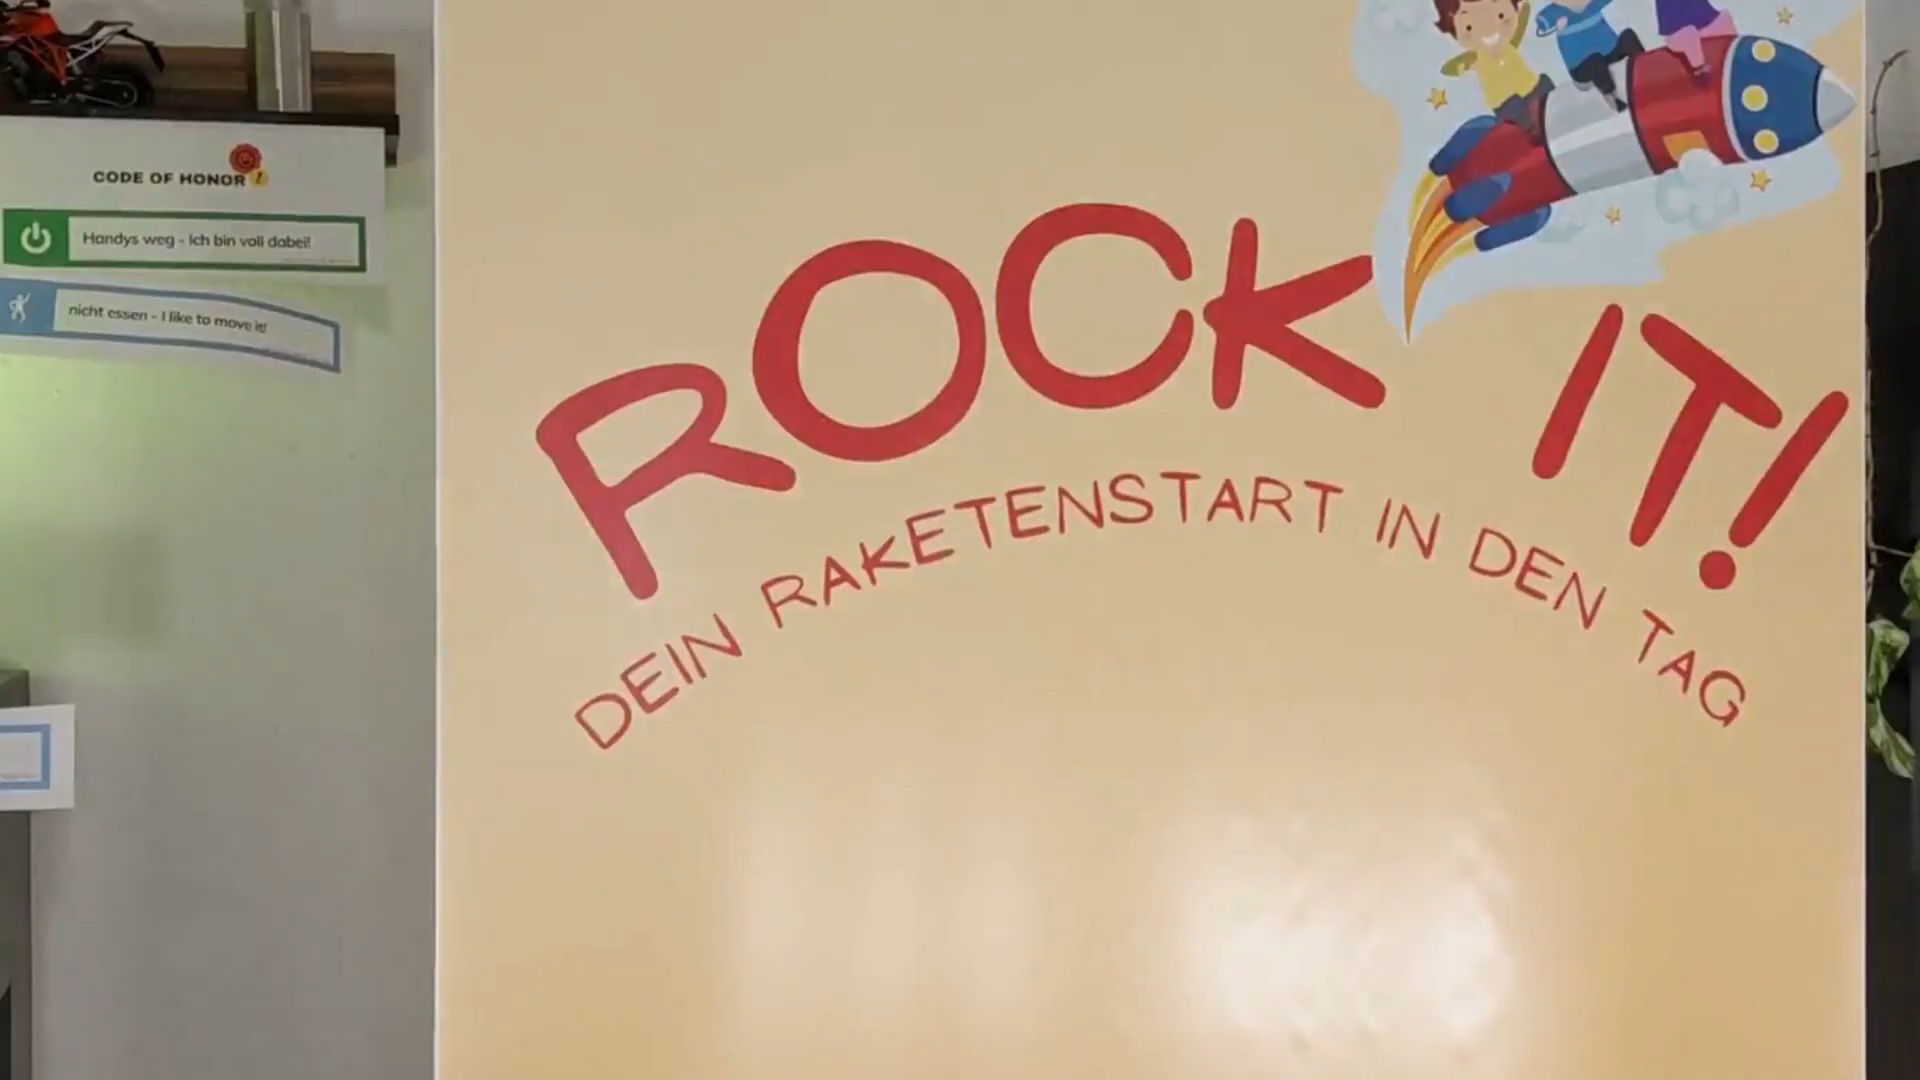 CODE OF HONOR
Handys weg - Ich bin voll dabei!
nicht essen - I like to move it!
ROCK IT!
DEIN RAKETENSTART IN DEN TAG